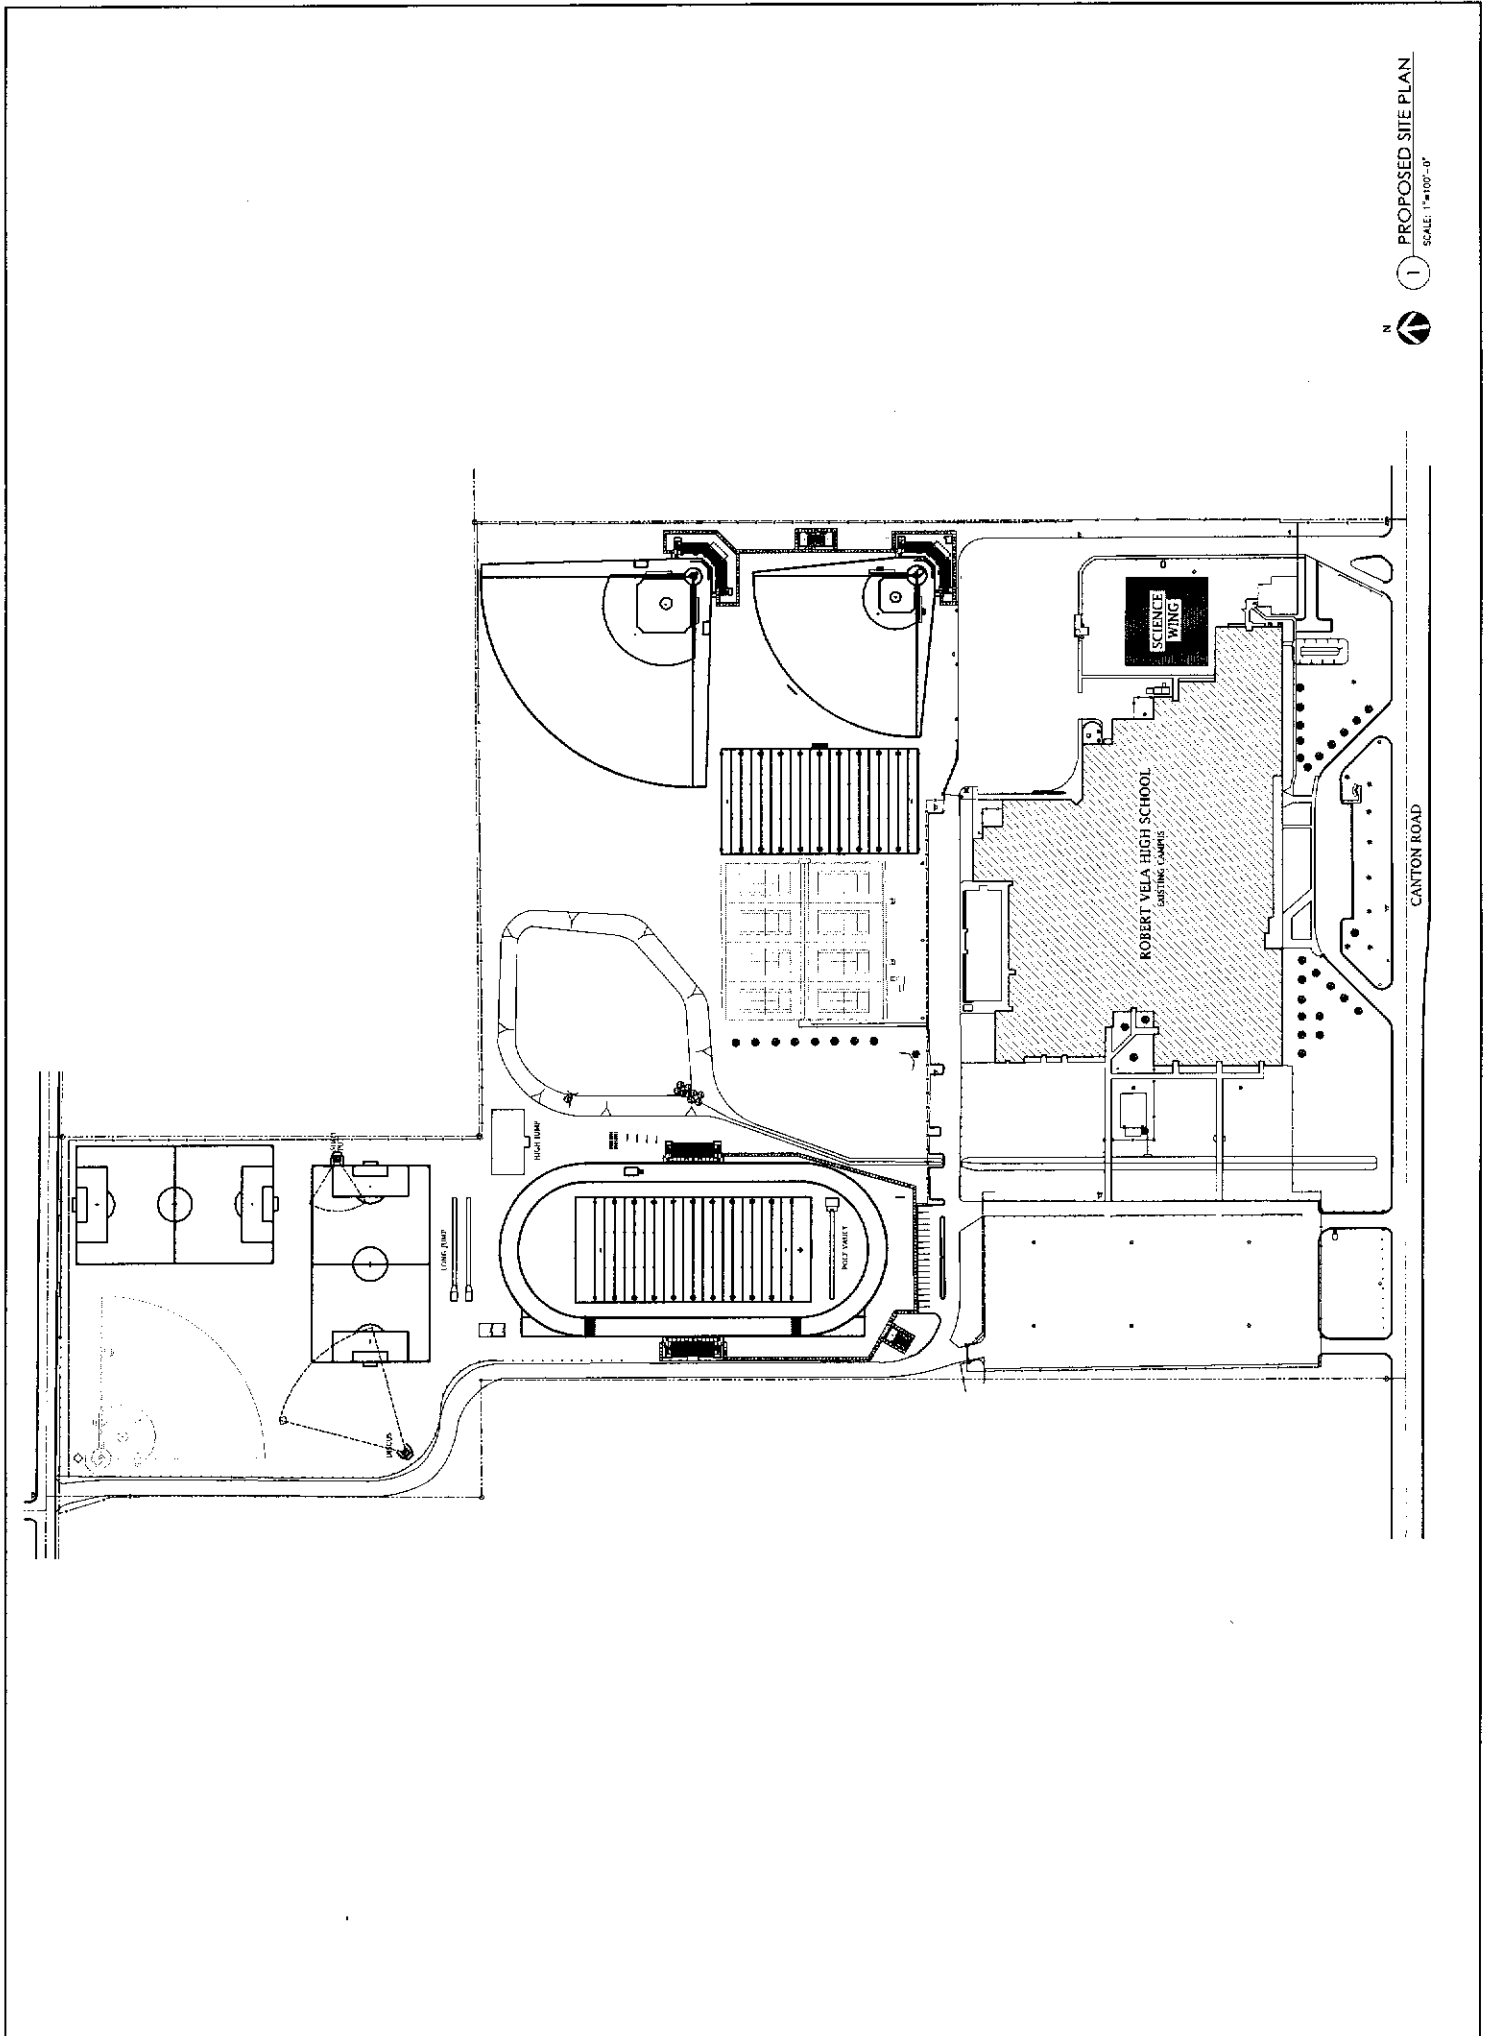 PROPOSED SITE PLAN
SCALE: 1"=100'-0"
1
N
SCIENCE
WING
ROBERT VELA HIGH SCHOOL
EXISTING CAMPUS
CANTON ROAD
HIGH JUMP
LONG JUMP
POLE VAULT
DISCUS